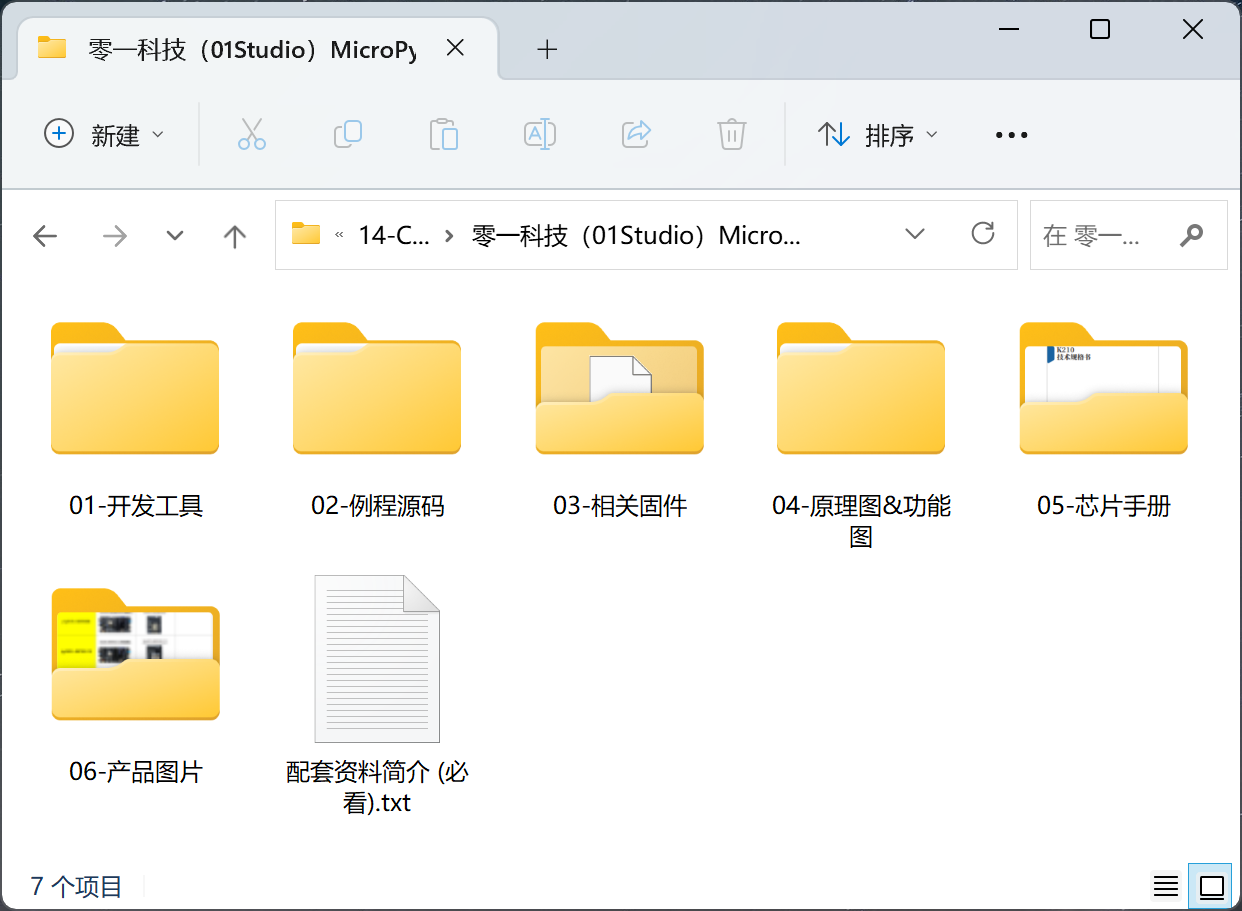 零一科技（01Studio）MicroPy
新建
排序
« 14-C... › 零一科技（01Studio）Micro...
在 零一...
K210
技术规格书
01-开发工具
02-例程源码
03-相关固件
04-原理图&功能
图
05-芯片手册
06-产品图片
配套资料简介 (必
看).txt
7 个项目